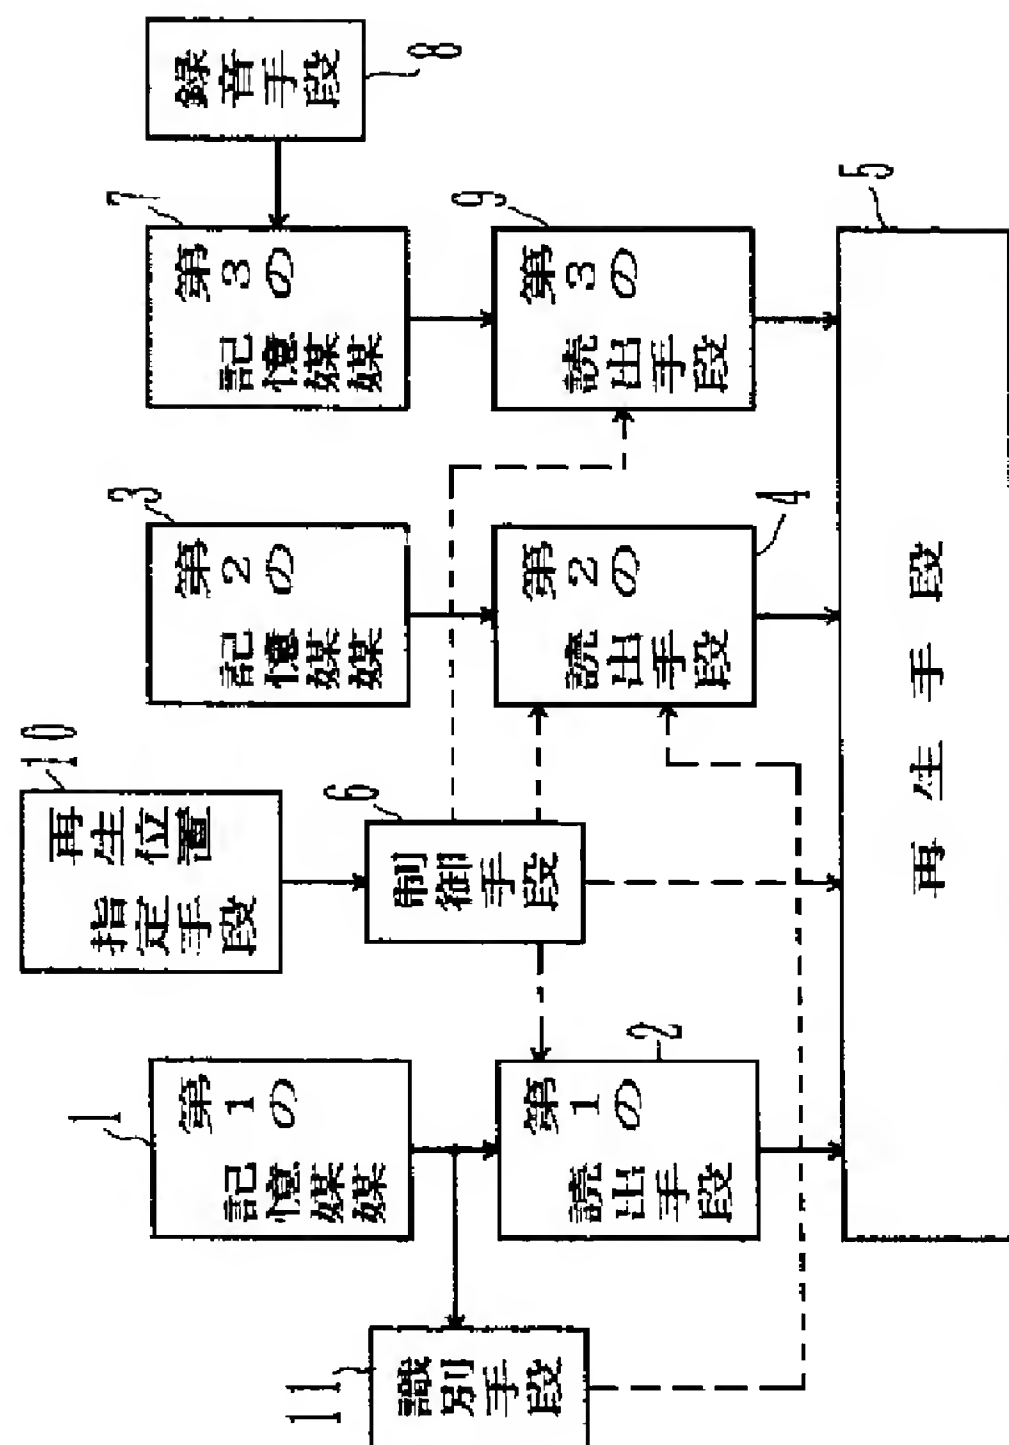 録音手段
8
7
第3の
記憶媒媒
9
第3の
読出手段
5
3
第2の
記憶媒媒
4
第2の
読出手段
10
再生位置
指定手段
6
制御手段
再生手段
1
第1の
記憶媒媒
2
第1の
読出手段
11
識別手段